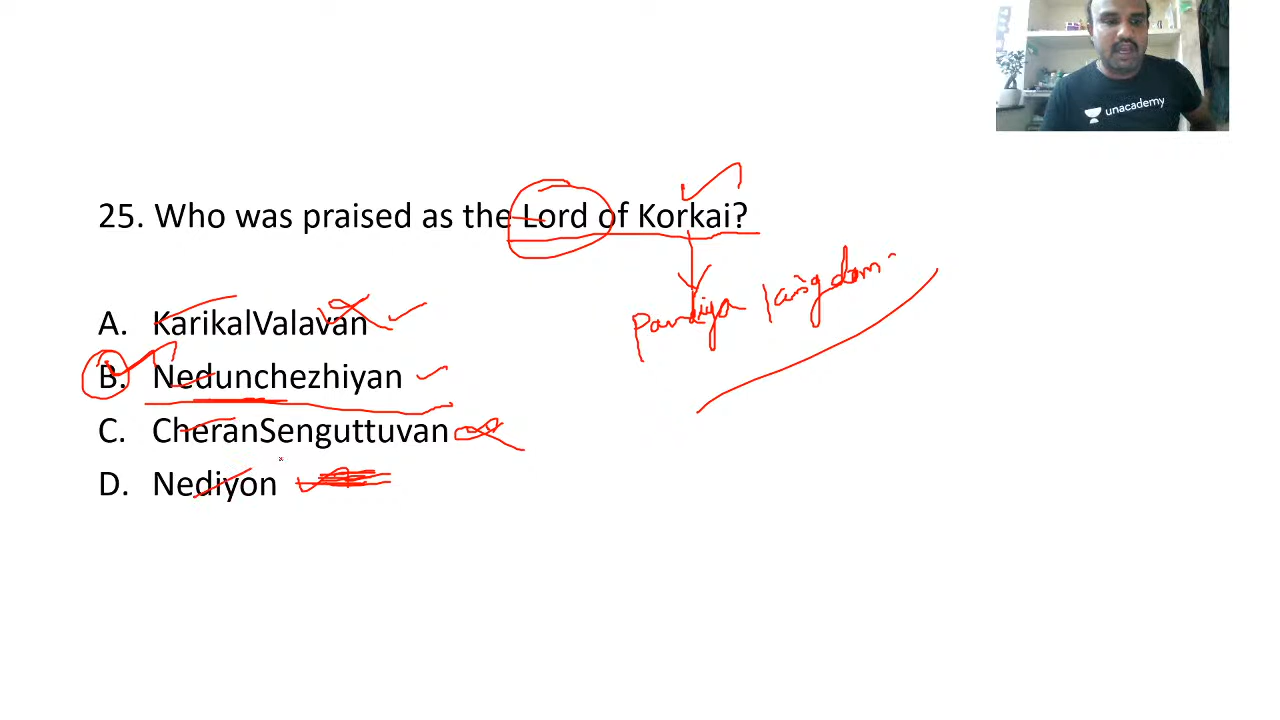 unacademy
25. Who was praised as the Lord of Korkai?
Pandiya kingdom
A. KarikalValavan
B. Nedunchezhiyan
C. CheranSenguttuvan
D. Nediyon